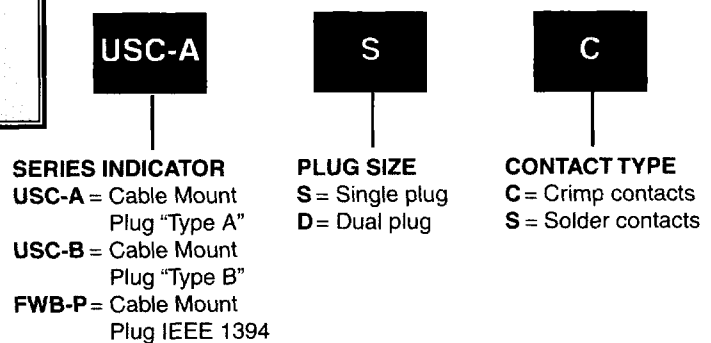 USC-A S C
SERIES INDICATOR
USC-A = Cable Mount
Plug "Type A"
USC-B = Cable Mount
Plug "Type B"
FWB-P = Cable Mount
Plug IEEE 1394
PLUG SIZE
S = Single plug
D = Dual plug
CONTACT TYPE
C = Crimp contacts
S = Solder contacts